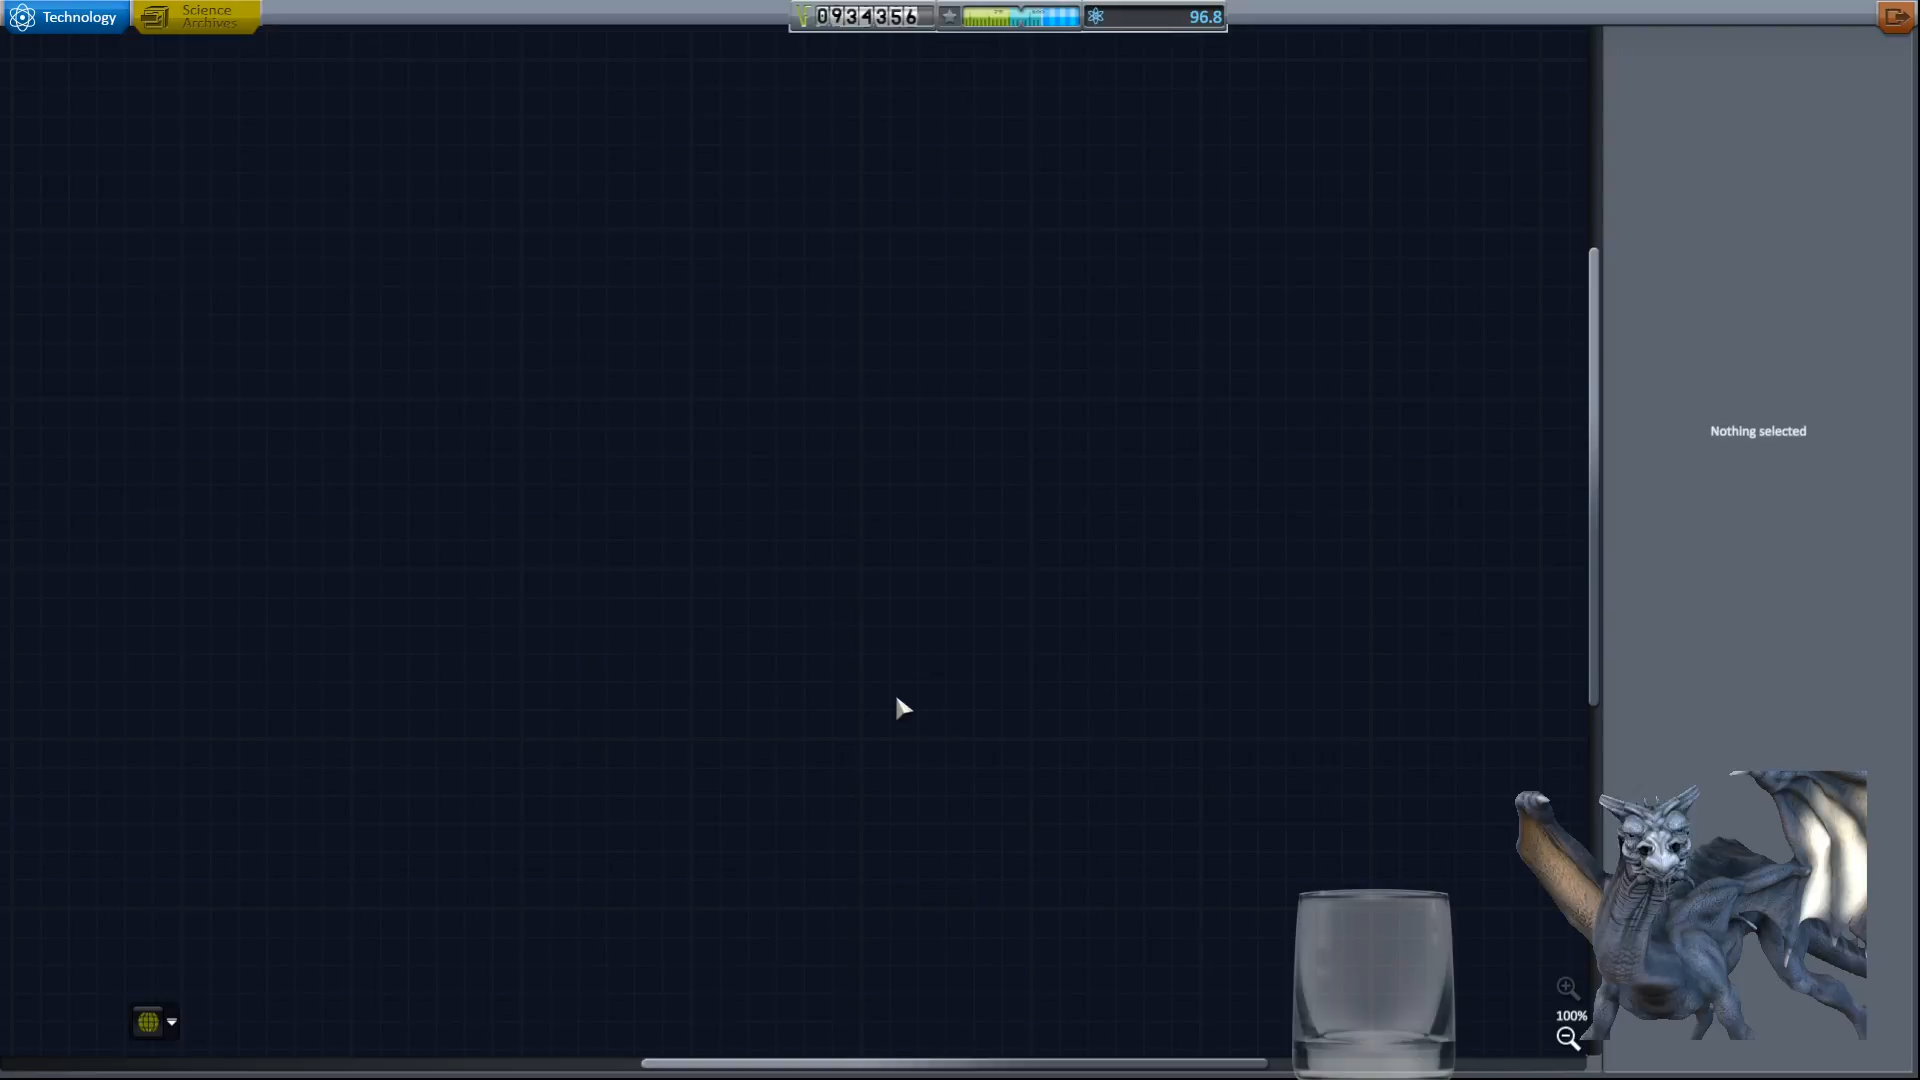 Technology
Science
Archives
0934356
96.8
Nothing selected
100%